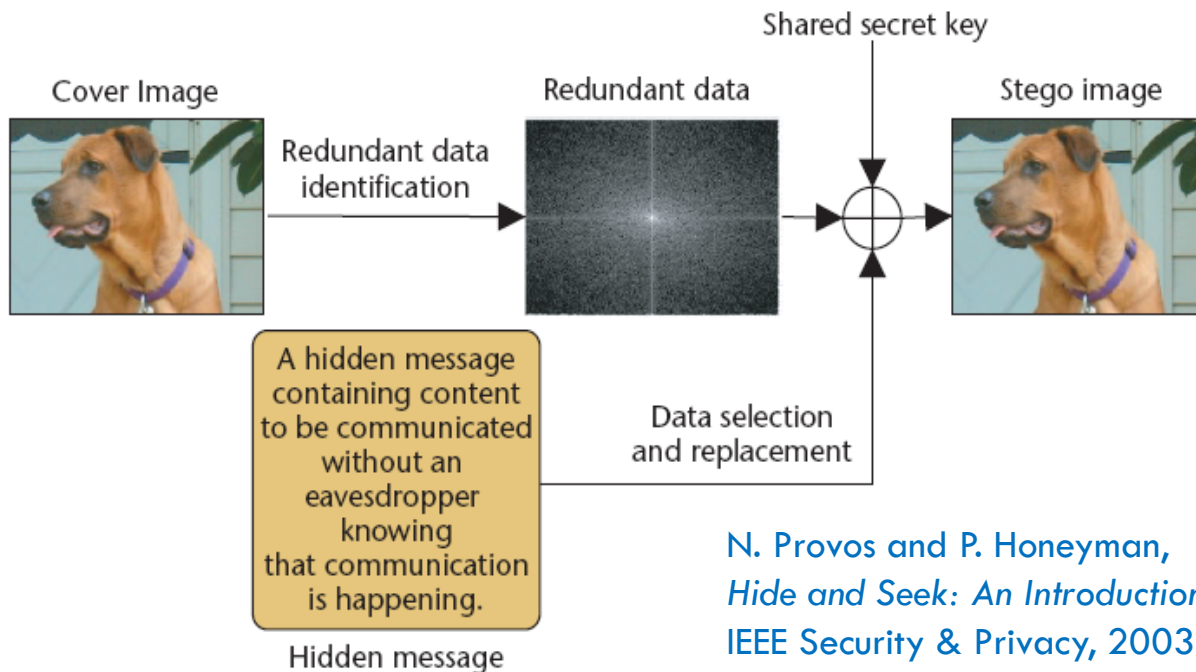 Shared secret key
Cover Image
Redundant data
Stego image
Redundant data
identification
A hidden message
containing content
to be communicated
without an
eavesdropper
knowing
that communication
is happening.
Data selection
and replacement
Hidden message
N. Provos and P. Honeyman,
Hide and Seek: An Introduction
IEEE Security & Privacy, 2003